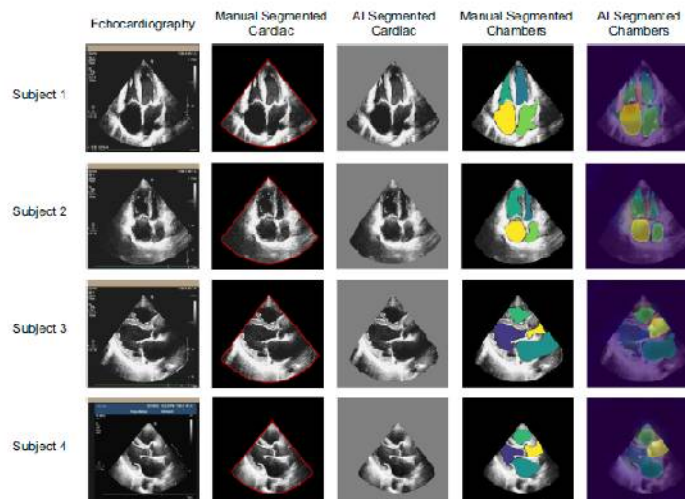 Echocardiography
Manual Segmented
Cardiac
AI Segmented
Cardiac
Manual Segmented
Chambers
AI Segmented
Chambers
Subject 1
Subject 2
Subject 3
Subject 4